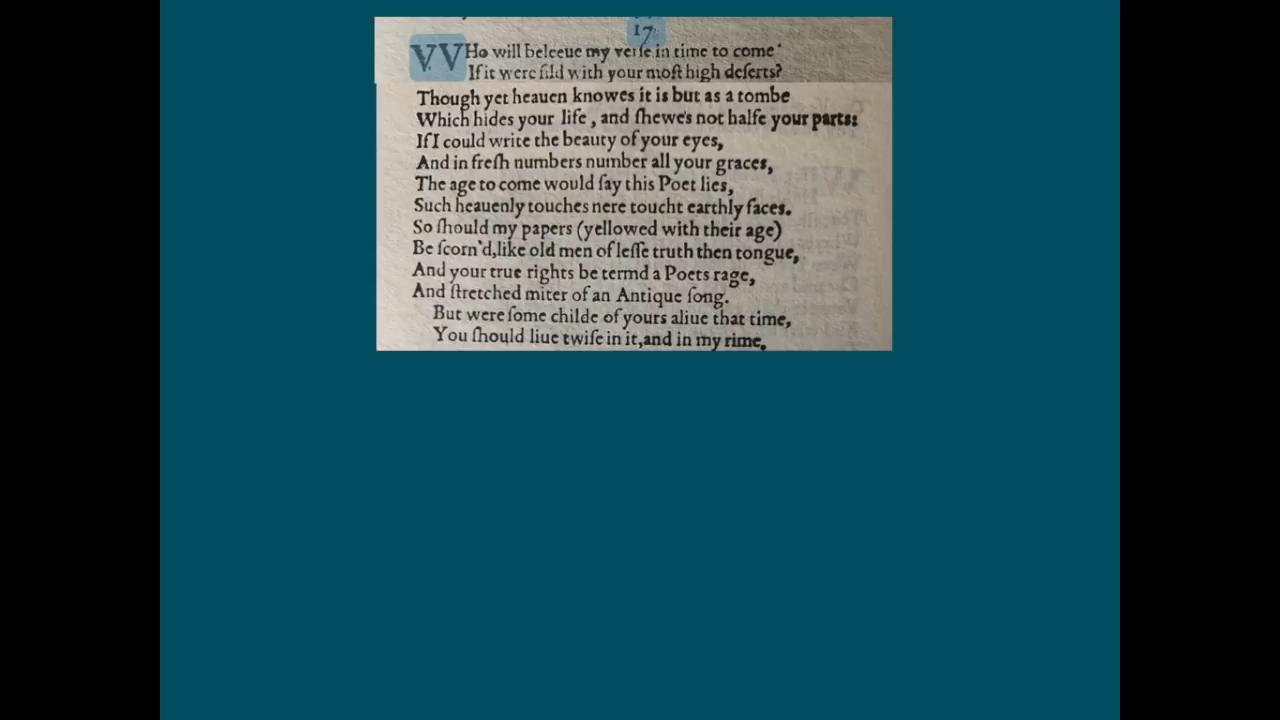 17
VVHo will beleeue my verſe in time to come
If it were fild with your moſt high deſerts?
Though yet heauen knowes it is but as a tombe
Which hides your life , and ſhewes not halfe your parts:
If I could write the beauty of your eyes,
And in freſh numbers number all your graces,
The age to come would ſay this Poet lies,
Such heauenly touches nere toucht earthly faces.
So ſhould my papers (yellowed with their age)
Be ſcorn'd,like old men of leſſe truth then tongue,
And your true rights be termd a Poets rage,
And ſtretched miter of an Antique ſong.
But were ſome childe of yours aliue that time,
You ſhould liue twiſe in it,and in my rime.